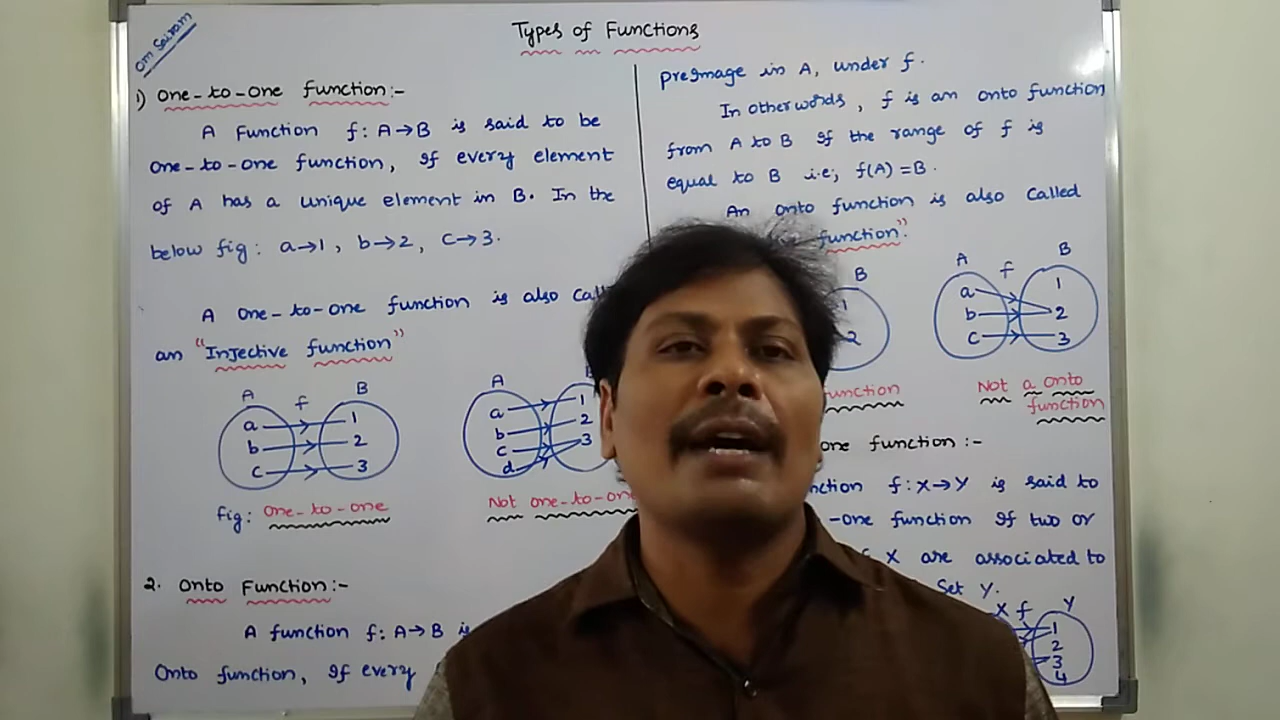 Om Sairam
Types of Functions
1) One-to-one function:-
A Function f: A→B is said to be
one-to-one function, If every element
of A has a unique element in B. In the
below fig: a→1, b→2, c→3.
A one-to-one function is also
an "Injective function"
A f B
a 1
b 2
c 3
fig: one-to-one
A
a 1
b 2
c 3
d
Not one-to-one
2. Onto Function:-
A function f: A→B is
Onto function, If every
preImage in A, under f.
In otherwords, f is an onto function
from A to B If the range of f is
equal to B i.e; f(A) = B.
An onto function is also called
function".
B
1
2
function
A f B
a 1
b 2
c 3
Not a onto
function
one function:-
f: X→Y is said to
-one function If two or
X are associated to
Set Y.
X f Y
1
2
3
4